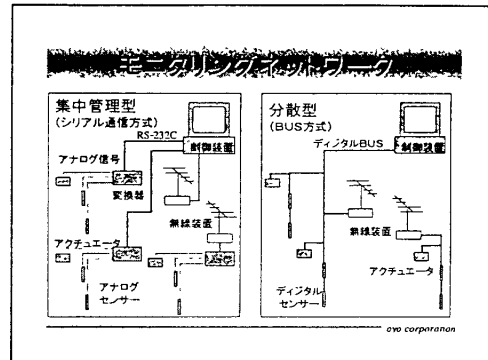 モニタリングネットワーク
集中管理型
(シリアル通信方式)
RS-232C
制御装置
アナログ信号
変換器
無線装置
アクチュエータ
アナログ
センサー
分散型
(BUS方式)
ディジタルBUS
制御装置
無線装置
アクチュエータ
ディジタル
センサー
oyo corporation